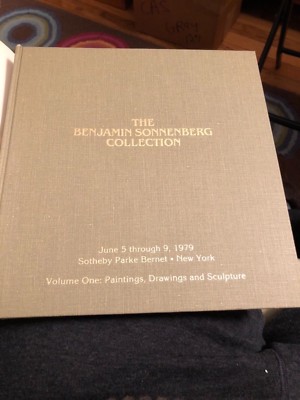 THE
BENJAMIN SONNENBERG
COLLECTION
June 5 through 9, 1979
Sotheby Parke Bernet • New York
Volume One: Paintings, Drawings and Sculpture